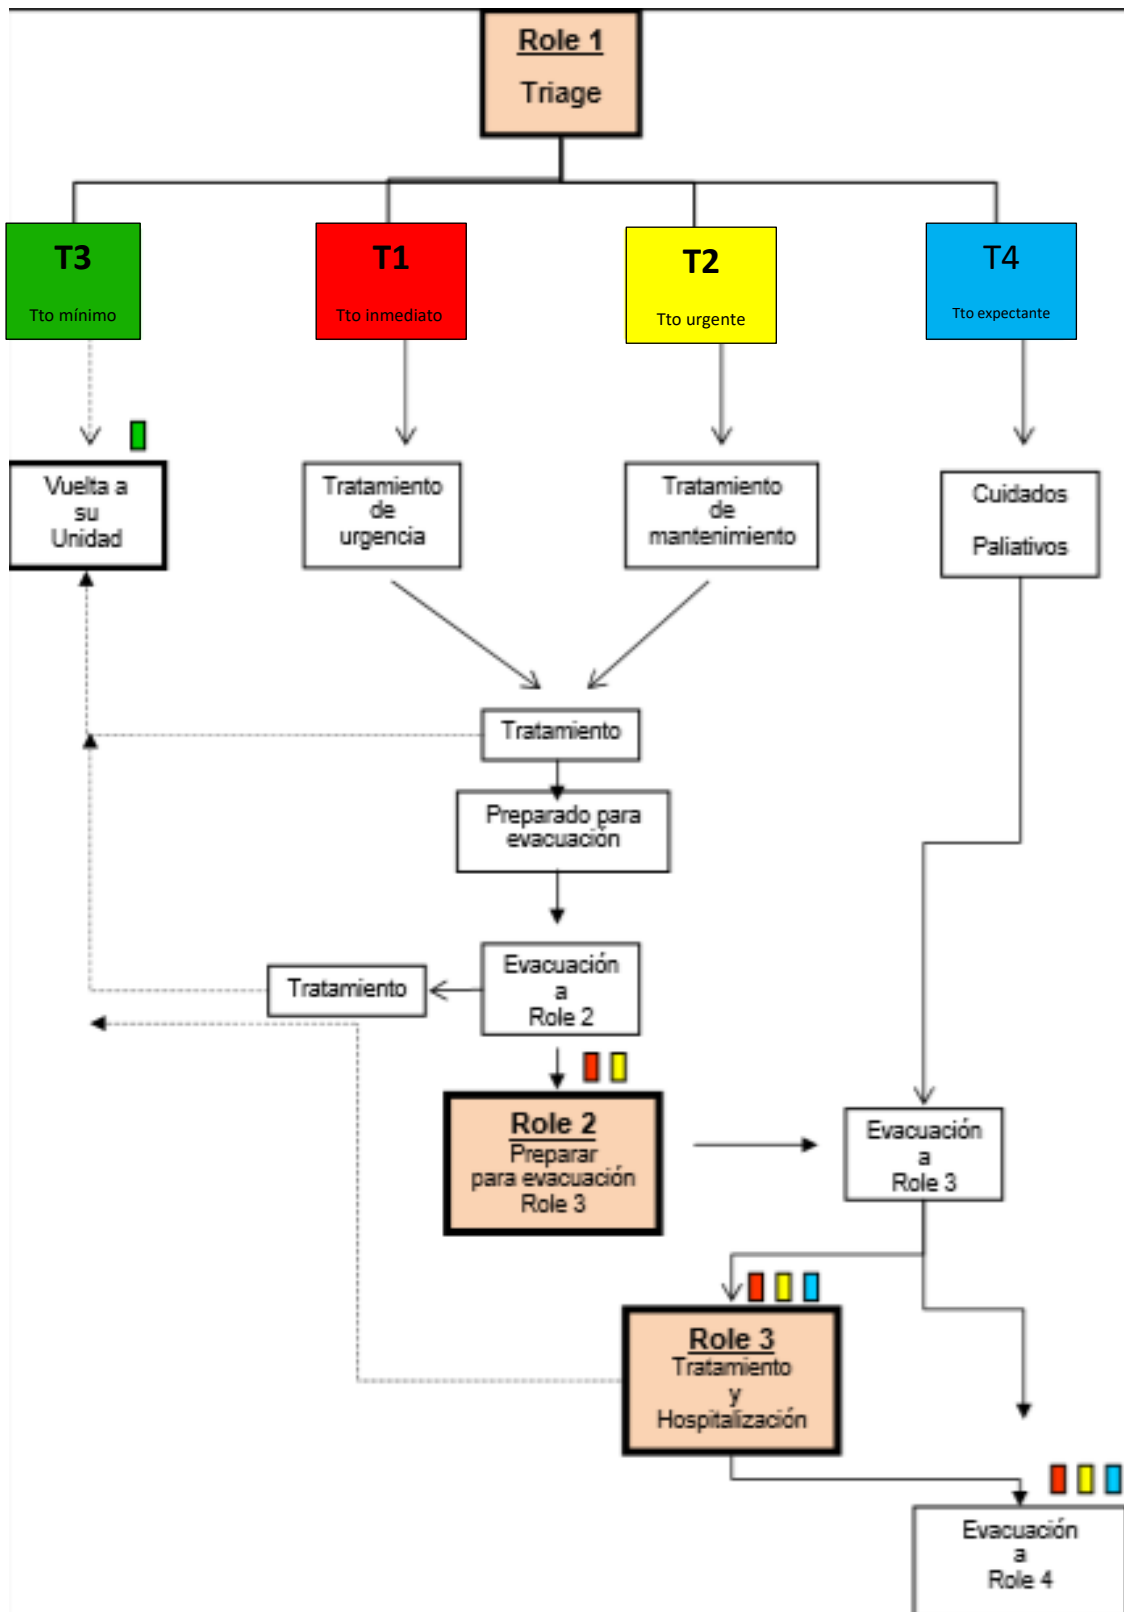 Role 1
Triage
T3
Tto mínimo
T1
Tto inmediato
T2
Tto urgente
T4
Tto expectante
Vuelta a
su
Unidad
Tratamiento
de
urgencia
Tratamiento
de
mantenimiento
Cuidados
Paliativos
Tratamiento
Preparado para
evacuación
Evacuación
a
Role 2
Tratamiento
Role 2
Preparar
para evacuación
Role 3
Evacuación
a
Role 3
Role 3
Tratamiento
y
Hospitalización
Evacuación
a
Role 4